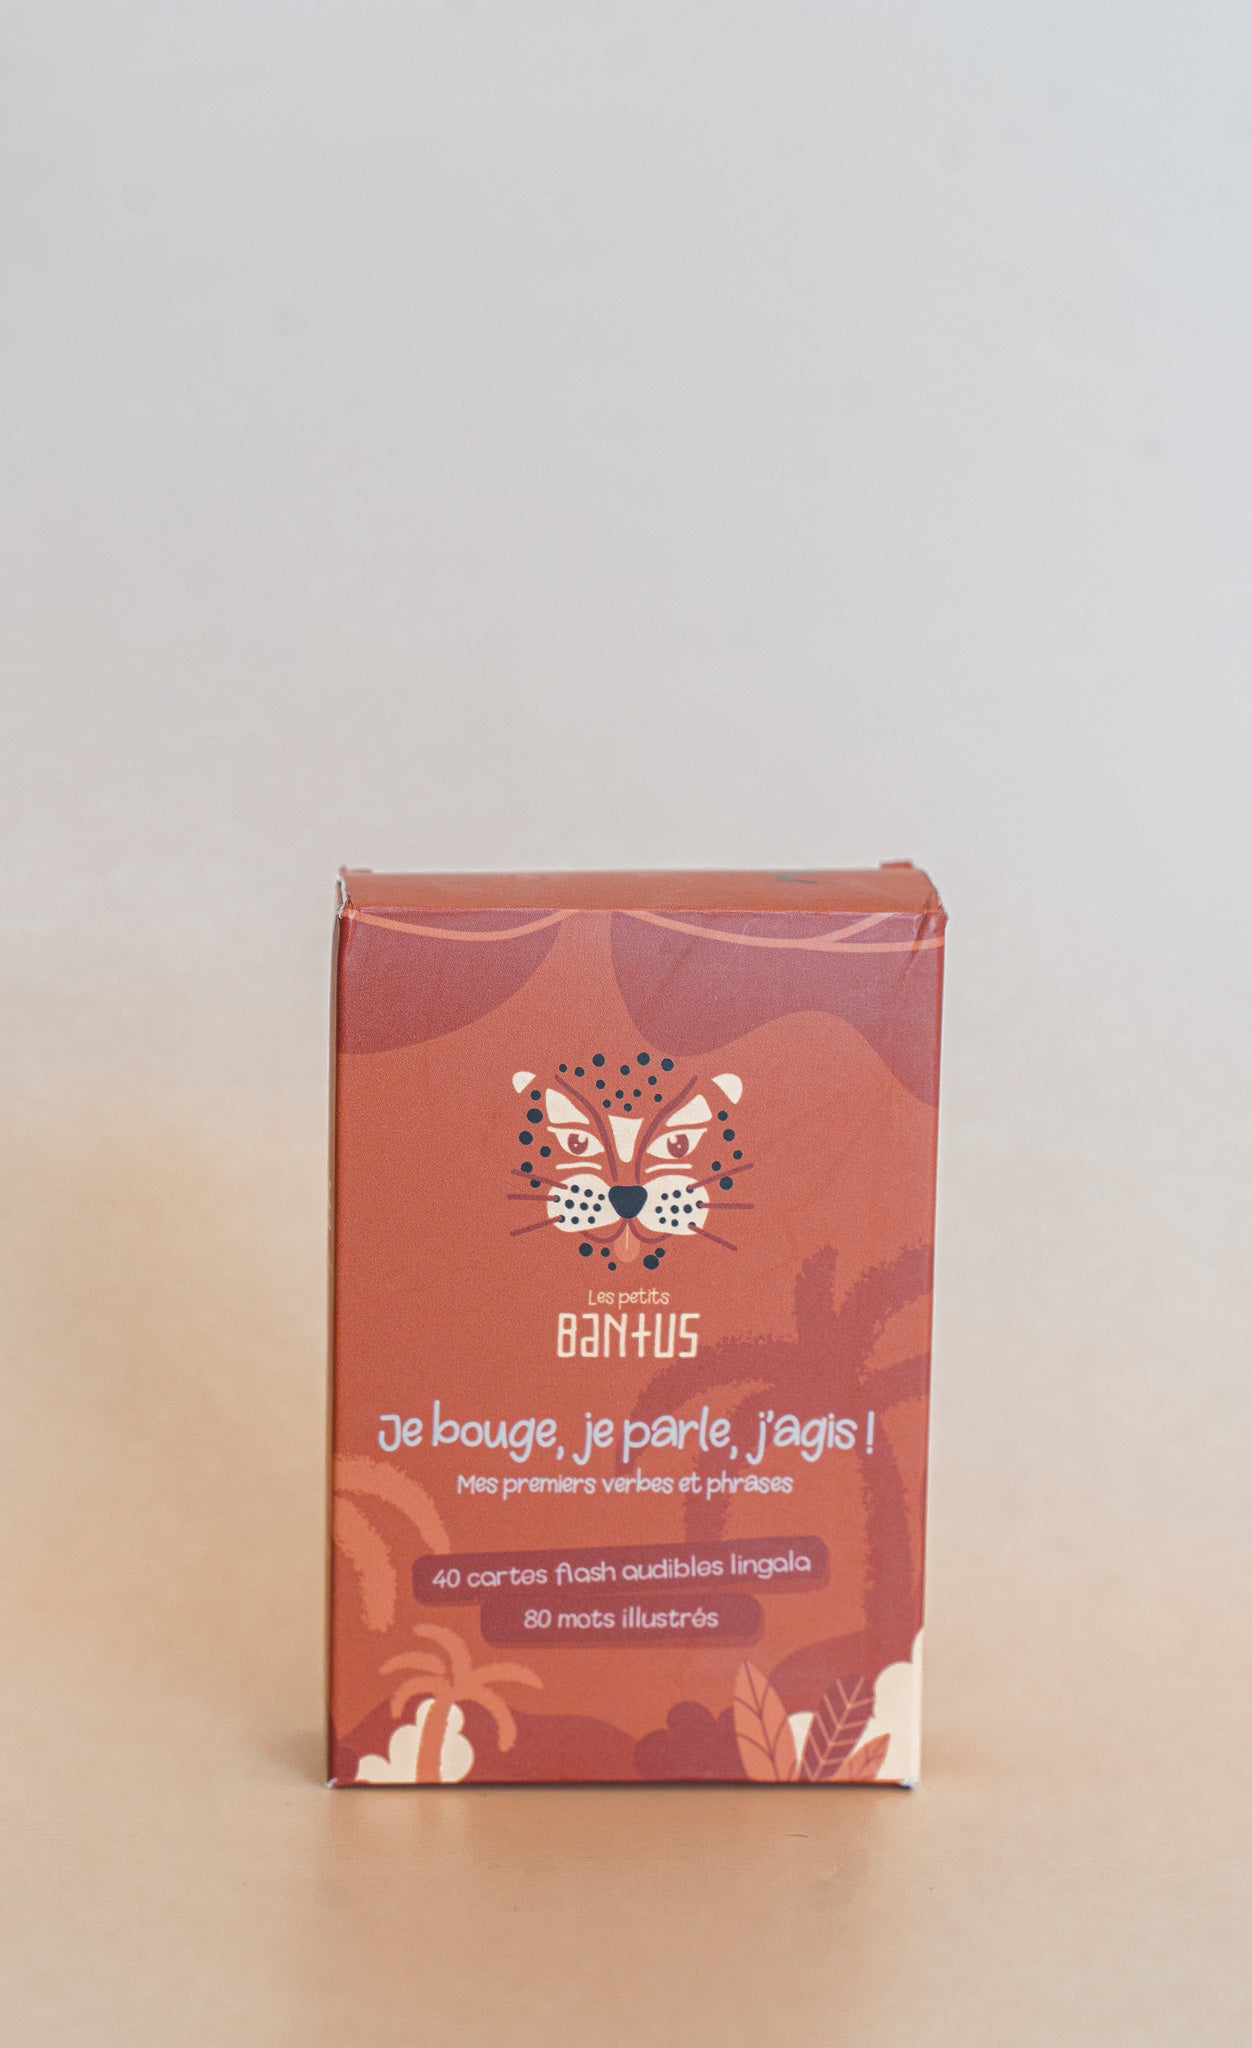 Les petits
BANTUS
Je bouge, je parle, j'agis !
Mes premiers verbes et phrases
40 cartes flash audibles lingala
80 mots illustrés